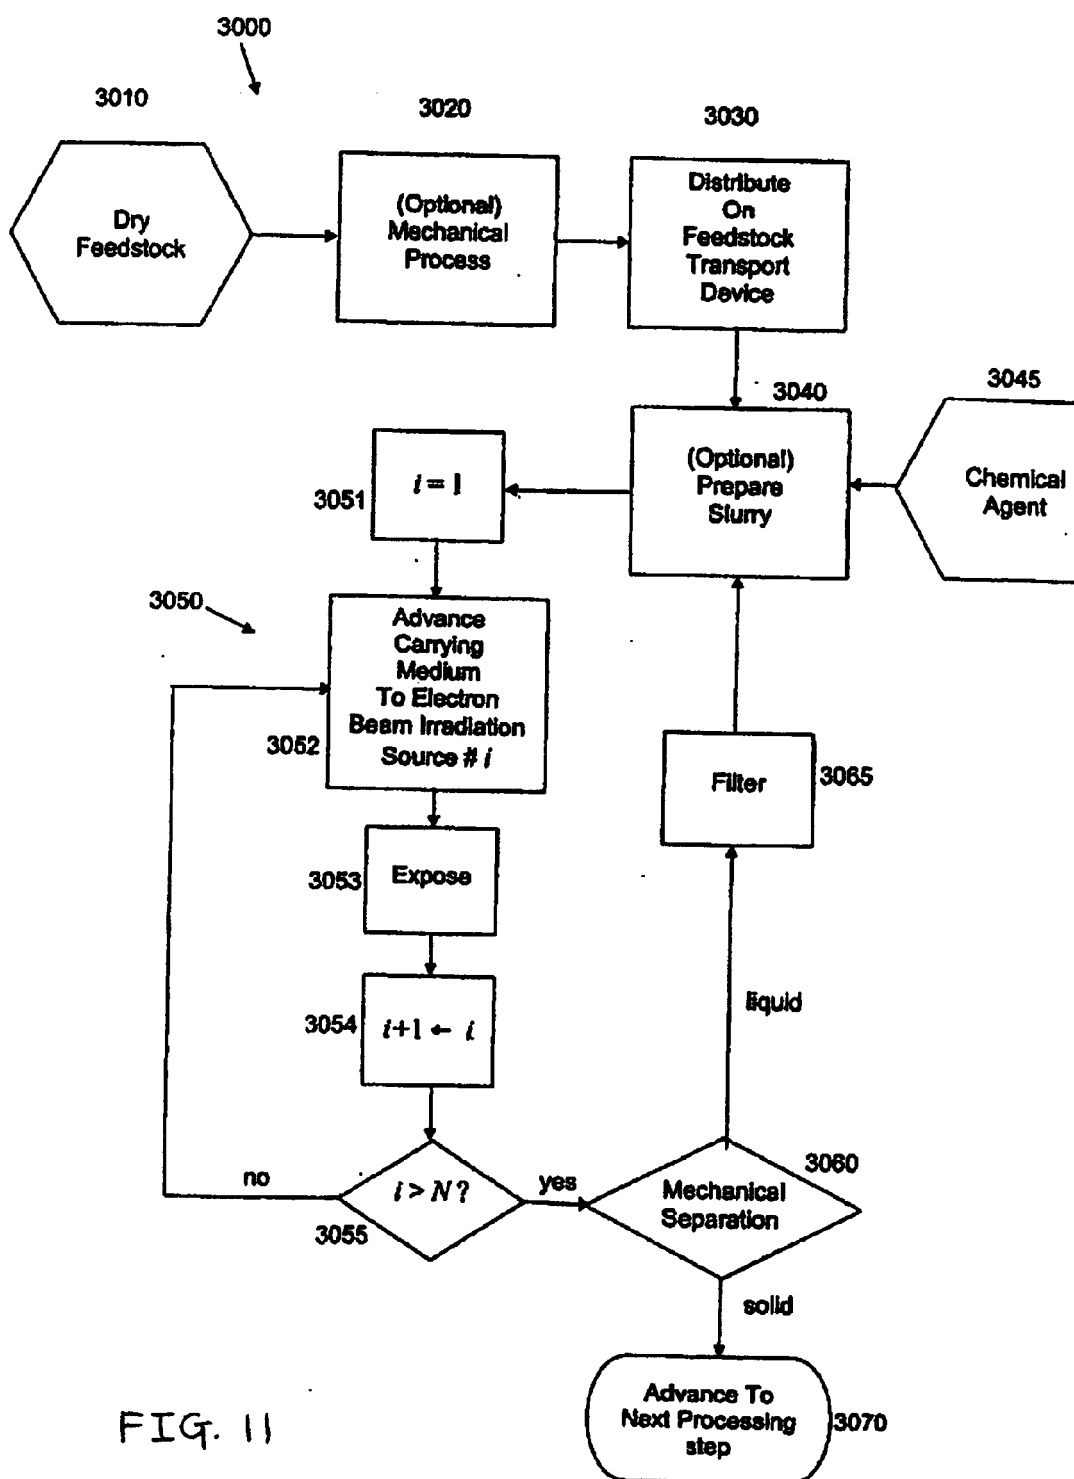 3000
3010
3020
3030
Dry
Feedstock
(Optional)
Mechanical
Process
Distribute
On
Feedstock
Transport
Device
3040
3045
(Optional)
Prepare
Slurry
Chemical
Agent
i = 1
3051
3050
Advance
Carrying
Medium
To Electron
Beam Irradiation
Source # i
3052
Filter
3065
Expose
3053
i+1 ← i
3054
liquid
i > N ?
3055
no
yes
Mechanical
Separation
3060
solid
Advance To
Next Processing
step
3070
FIG. 11